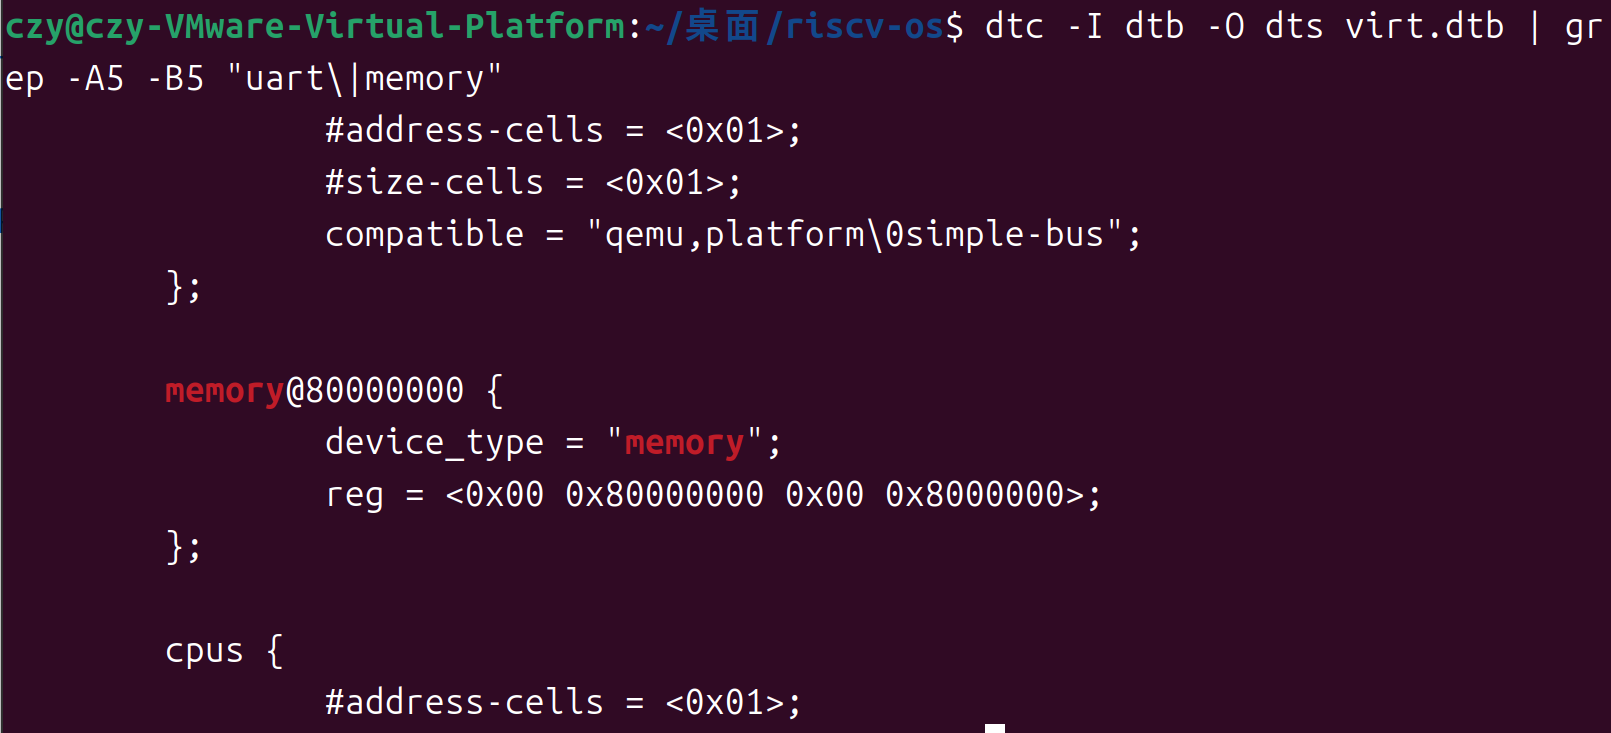 czy@czy-VMware-Virtual-Platform:~/桌面/riscv-os$ dtc -I dtb -O dts virt.dtb | gr
ep -A5 -B5 "uart\|memory"
                #address-cells = <0x01>;
                #size-cells = <0x01>;
                compatible = "qemu,platform\0simple-bus";
        };

        memory@80000000 {
                device_type = "memory";
                reg = <0x00 0x80000000 0x00 0x8000000>;
        };

        cpus {
                #address-cells = <0x01>;